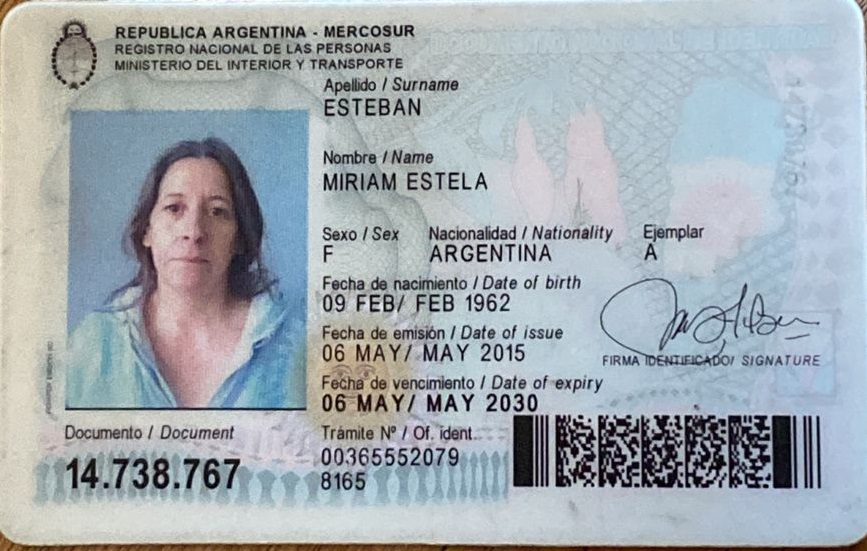 REPUBLICA ARGENTINA - MERCOSUR
REGISTRO NACIONAL DE LAS PERSONAS
MINISTERIO DEL INTERIOR Y TRANSPORTE
Apellido / Surname
ESTEBAN
Nombre / Name
MIRIAM ESTELA
Sexo / Sex Nacionalidad / Nationality Ejemplar
F ARGENTINA A
Fecha de nacimiento / Date of birth
09 FEB/ FEB 1962
Fecha de emisión / Date of issue
06 MAY/ MAY 2015
FIRMA IDENTIFICADO/ SIGNATURE
Fecha de vencimiento / Date of expiry
06 MAY/ MAY 2030
Documento / Document
14.738.767
Trámite Nº / Of. ident.
00365552079
8165